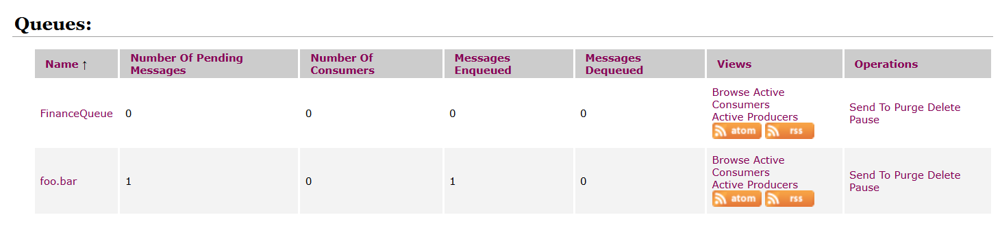 Queues:
Name ↑ Number Of Pending Messages Number Of Consumers Messages Enqueued Messages Dequeued Views Operations
FinanceQueue 0 0 0 0 Browse Active Consumers Active Producers atom rss Send To Purge Delete Pause
foo.bar 1 0 1 0 Browse Active Consumers Active Producers atom rss Send To Purge Delete Pause